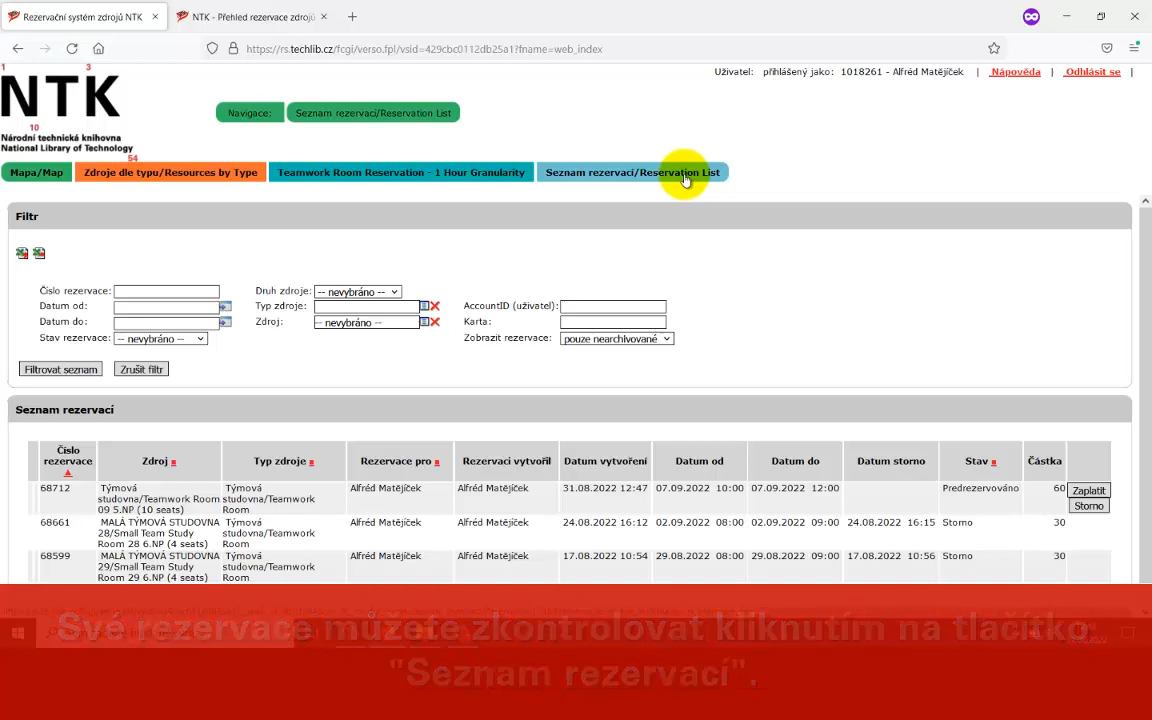 Rezervační systém zdrojů NTK
NTK - Přehled rezervace zdrojů
https://rs.techlib.cz/fcgi/verso.fpl/vsid=429cbc0112db25a1?fname=web_index
Uživatel: přihlášený jako: 1018261 - Alfréd Matějíček | Nápověda | Odhlásit se |
1 3
NTK
10
Národní technická knihovna
National Library of Technology
54
Navigace: Seznam rezervací/Reservation List
Mapa/Map Zdroje dle typu/Resources by Type Teamwork Room Reservation - 1 Hour Granularity Seznam rezervací/Reservation List
Filtr
Číslo rezervace: Druh zdroje: -- nevybráno --
Datum od: Typ zdroje: AccountID (uživatel):
Datum do: Zdroj: -- nevybráno -- Karta:
Stav rezervace: -- nevybráno -- Zobrazit rezervace: pouze nearchivované
Filtrovat seznam Zrušit filtr
Seznam rezervací
Číslo rezervace Zdroj Typ zdroje Rezervace pro Rezervaci vytvořil Datum vytvoření Datum od Datum do Datum storno Stav Částka
68712 Týmová Týmová Alfréd Matějíček Alfréd Matějíček 31.08.2022 12:47 07.09.2022 10:00 07.09.2022 12:00 Predrezervováno 60 Zaplatit
studovna/Teamwork Room studovna/Teamwork Storno
09 5.NP (10 seats) Room
68661 MALÁ TÝMOVÁ STUDOVNA Týmová Alfréd Matějíček Alfréd Matějíček 24.08.2022 16:12 02.09.2022 08:00 02.09.2022 09:00 24.08.2022 16:15 Storno 30
28/Small Team Study studovna/Teamwork
Room 28 6.NP (4 seats) Room
68599 MALÁ TÝMOVÁ STUDOVNA Týmová Alfréd Matějíček Alfréd Matějíček 17.08.2022 10:54 29.08.2022 08:00 29.08.2022 09:00 17.08.2022 10:56 Storno 30
29/Small Team Study studovna/Teamwork
Room 29 6.NP (4 seats) Room
Své rezervace můžete zkontrolovat kliknutím na tlačítko
"Seznam rezervací".